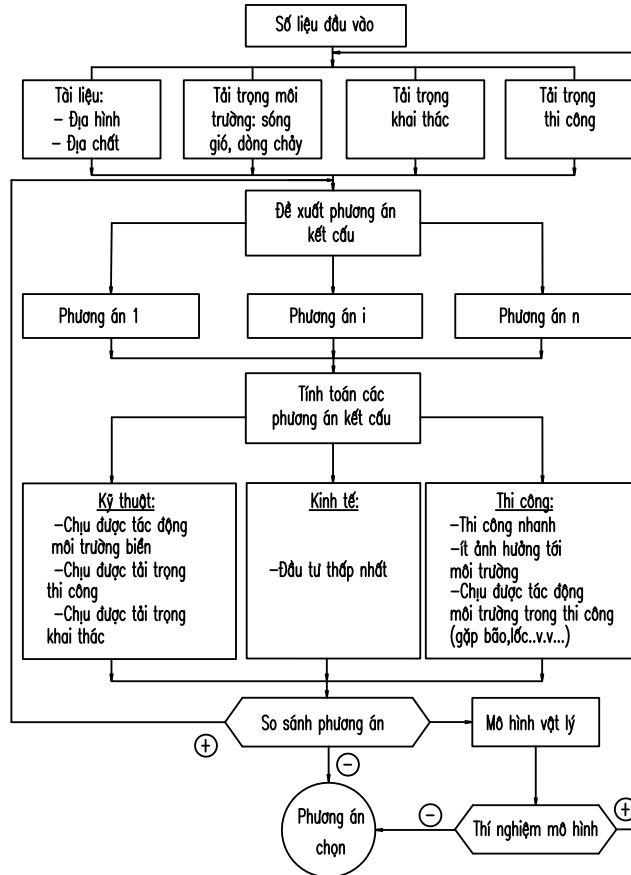 Số liệu đầu vào
Tài liệu:
– Địa hình
– Địa chất
Tải trọng môi
trường: sóng
gió, dòng chảy
Tải trọng
khai thác
Tải trọng
thi công
Đề xuất phương án
kết cấu
Phương án 1
Phương án i
Phương án n
Tính toán các
phương án kết cấu
Kỹ thuật:
–Chịu được tác động
môi trường biển
–Chịu được tải trọng
thi công
–Chịu được tải trọng
khai thác
Kinh tế:
–Đầu tư thấp nhất
Thi công:
–Thi công nhanh
–ít ảnh hưởng tới
môi trường
–Chịu được tác động
môi trường trong thi công
(gặp bão,lốc..v.v...)
So sánh phương án
Mô hình vật lý
+
–
Phương án
chọn
–
Thí nghiệm mô hình
+